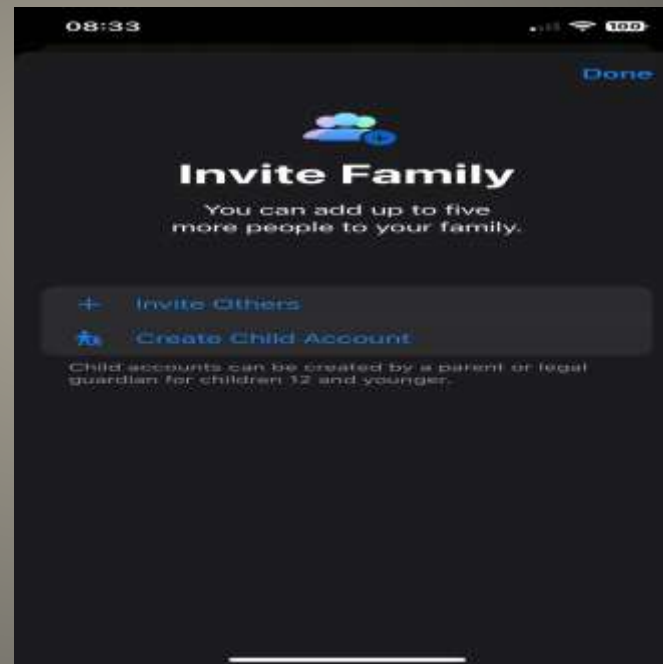 08:33
100
Done
Invite Family
You can add up to five
more people to your family.
Invite Others
Create Child Account
Child accounts can be created by a parent or legal
guardian for children 12 and younger.